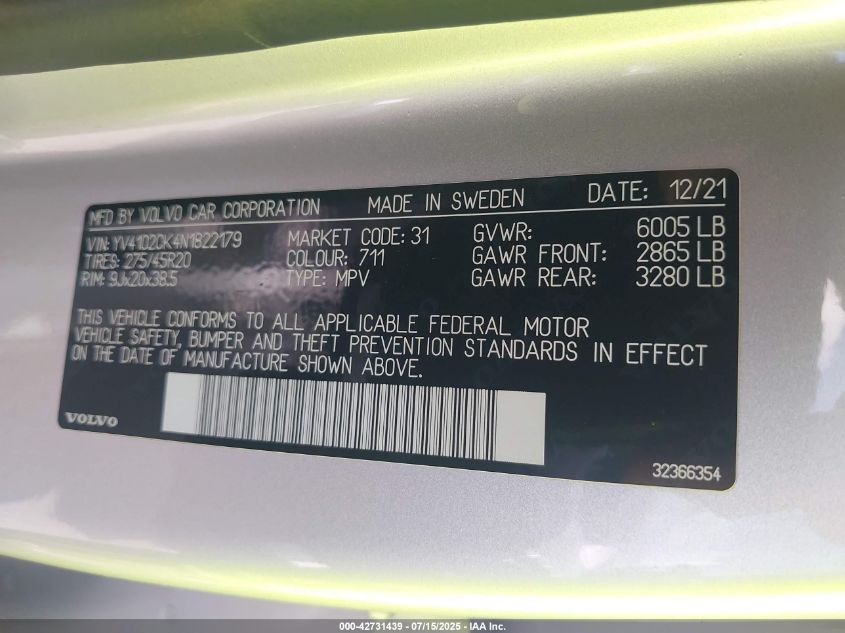 MFD BY VOLVO CAR CORPORATION MADE IN SWEDEN DATE: 12/21
VIN: YV4102CK4N1822179 MARKET CODE: 31 GVWR: 6005 LB
TIRES: 275/45R20 COLOUR: 711 GAWR FRONT: 2865 LB
RIM: 9Jx20x38.5 TYPE: MPV GAWR REAR: 3280 LB
THIS VEHICLE CONFORMS TO ALL APPLICABLE FEDERAL MOTOR
VEHICLE SAFETY, BUMPER AND THEFT PREVENTION STANDARDS IN EFFECT
ON THE DATE OF MANUFACTURE SHOWN ABOVE.
VOLVO
32366354
000-42731439 - 07/15/2025 - IAA Inc.